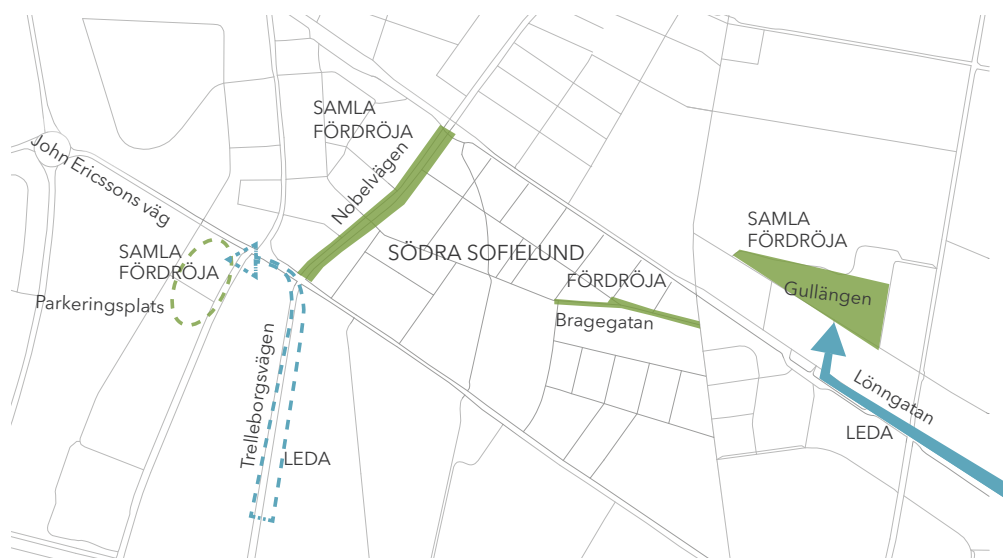 SAMLA
FÖRDRÖJA
John Ericssons väg
Nobelvägen
SAMLA
FÖRDRÖJA
SÖDRA SOFIELUND
SAMLA
FÖRDRÖJA
Parkeringsplats
FÖRDRÖJA
Gullängen
Bragegatan
Trelleborgsvägen
Lönngatan
LEDA
LEDA